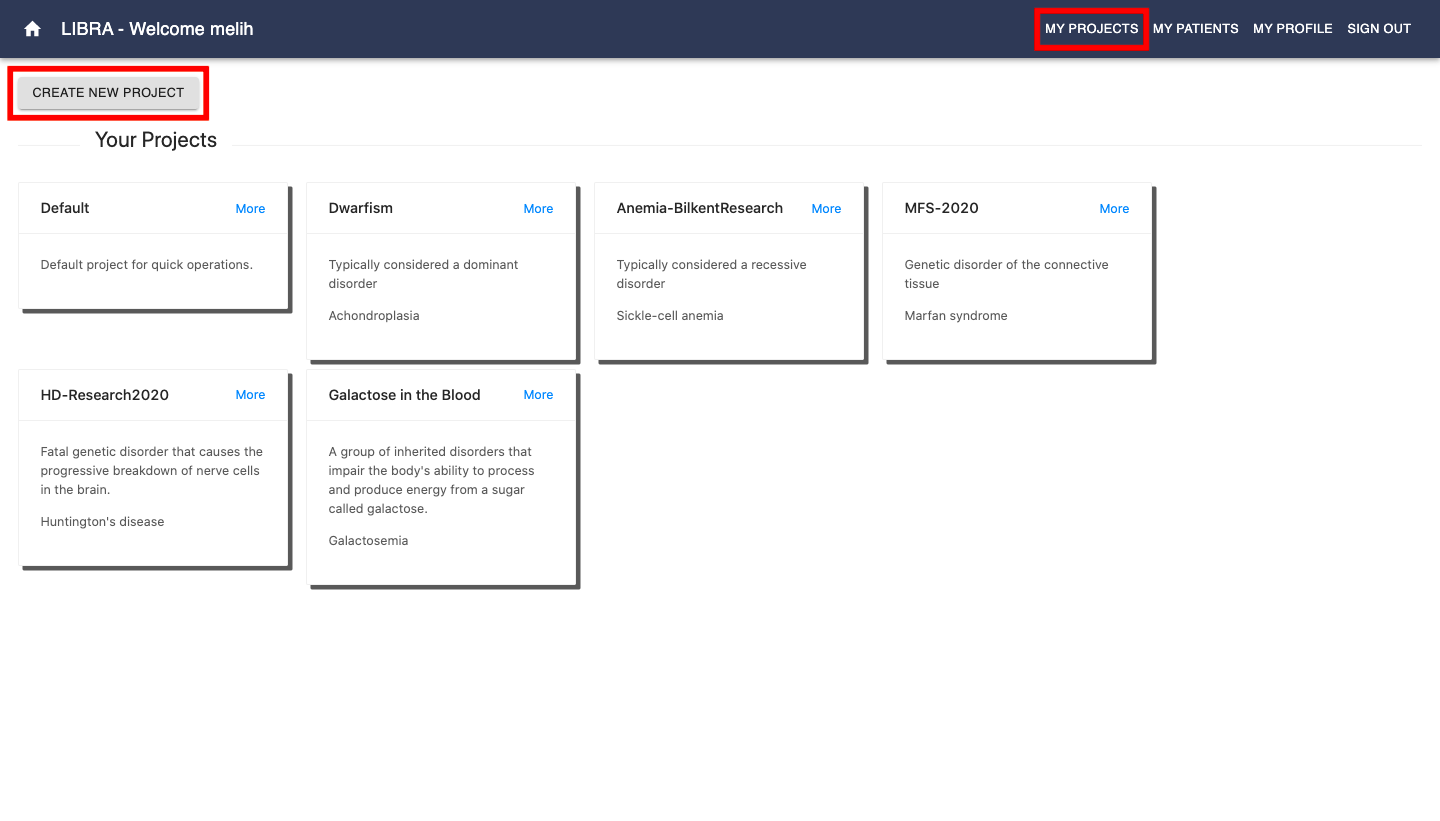 LIBRA - Welcome melih
MY PROJECTS
MY PATIENTS
MY PROFILE
SIGN OUT
CREATE NEW PROJECT
Your Projects
Default
More
Default project for quick operations.
Dwarfism
More
Typically considered a dominant
disorder
Achondroplasia
Anemia-BilkentResearch
More
Typically considered a recessive
disorder
Sickle-cell anemia
MFS-2020
More
Genetic disorder of the connective
tissue
Marfan syndrome
HD-Research2020
More
Fatal genetic disorder that causes the
progressive breakdown of nerve cells
in the brain.
Huntington's disease
Galactose in the Blood
More
A group of inherited disorders that
impair the body's ability to process
and produce energy from a sugar
called galactose.
Galactosemia